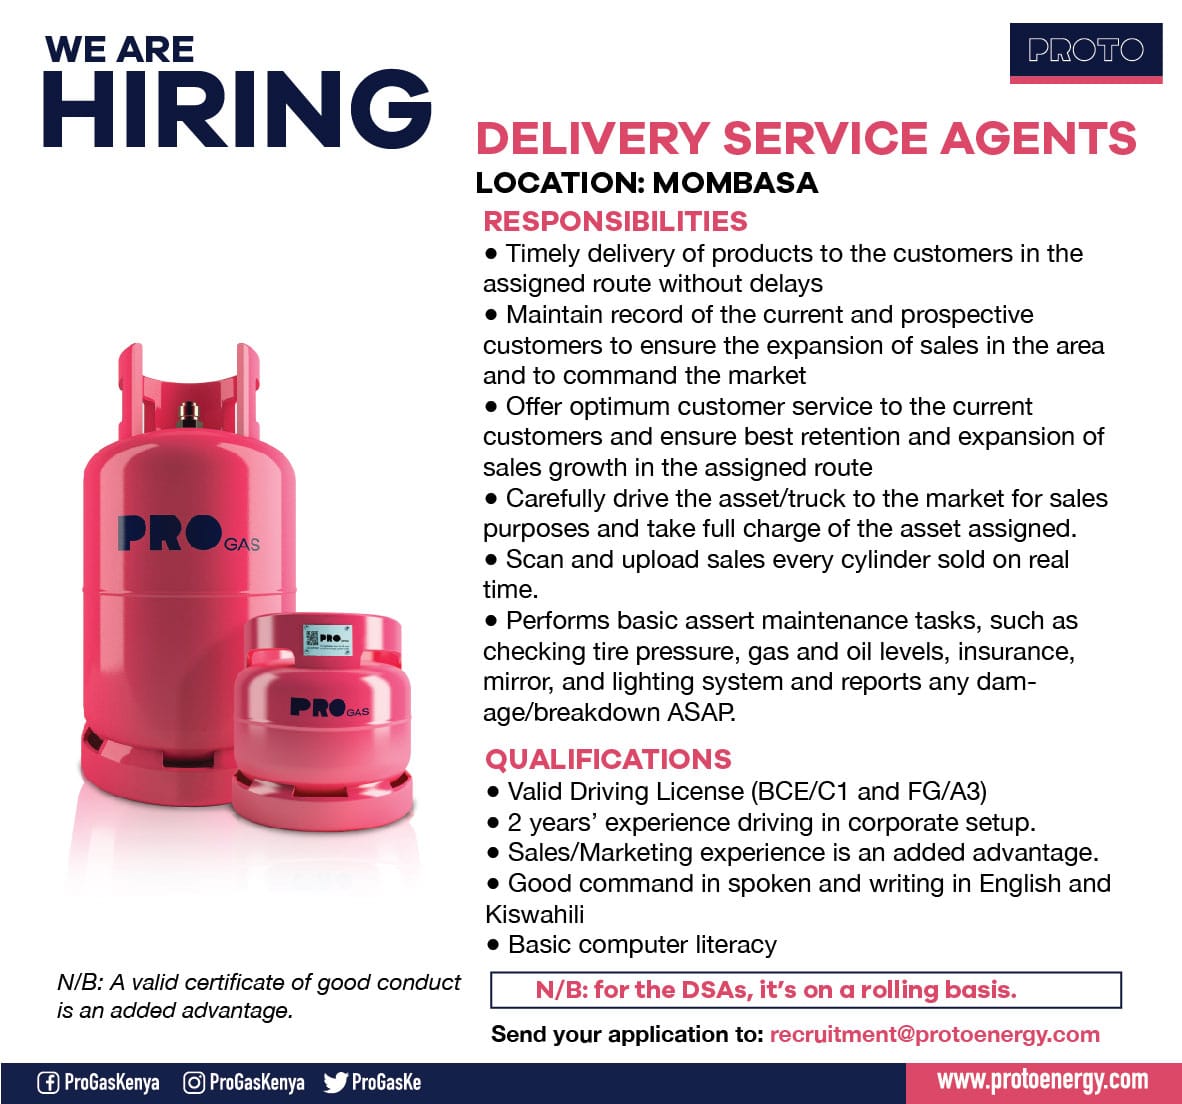 WE ARE
HIRING
PROTO
DELIVERY SERVICE AGENTS
LOCATION: MOMBASA
RESPONSIBILITIES
● Timely delivery of products to the customers in the
assigned route without delays
● Maintain record of the current and prospective
customers to ensure the expansion of sales in the area
and to command the market
● Offer optimum customer service to the current
customers and ensure best retention and expansion of
sales growth in the assigned route
● Carefully drive the asset/truck to the market for sales
purposes and take full charge of the asset assigned.
● Scan and upload sales every cylinder sold on real
time.
● Performs basic assert maintenance tasks, such as
checking tire pressure, gas and oil levels, insurance,
mirror, and lighting system and reports any dam-
age/breakdown ASAP.
QUALIFICATIONS
● Valid Driving License (BCE/C1 and FG/A3)
● 2 years’ experience driving in corporate setup.
● Sales/Marketing experience is an added advantage.
● Good command in spoken and writing in English and
Kiswahili
● Basic computer literacy
PRO GAS
PRO
PRO GAS
N/B: A valid certificate of good conduct
is an added advantage.
N/B: for the DSAs, it’s on a rolling basis.
Send your application to: recruitment@protoenergy.com
ProGasKenya ProGasKenya ProGasKe
www.protoenergy.com